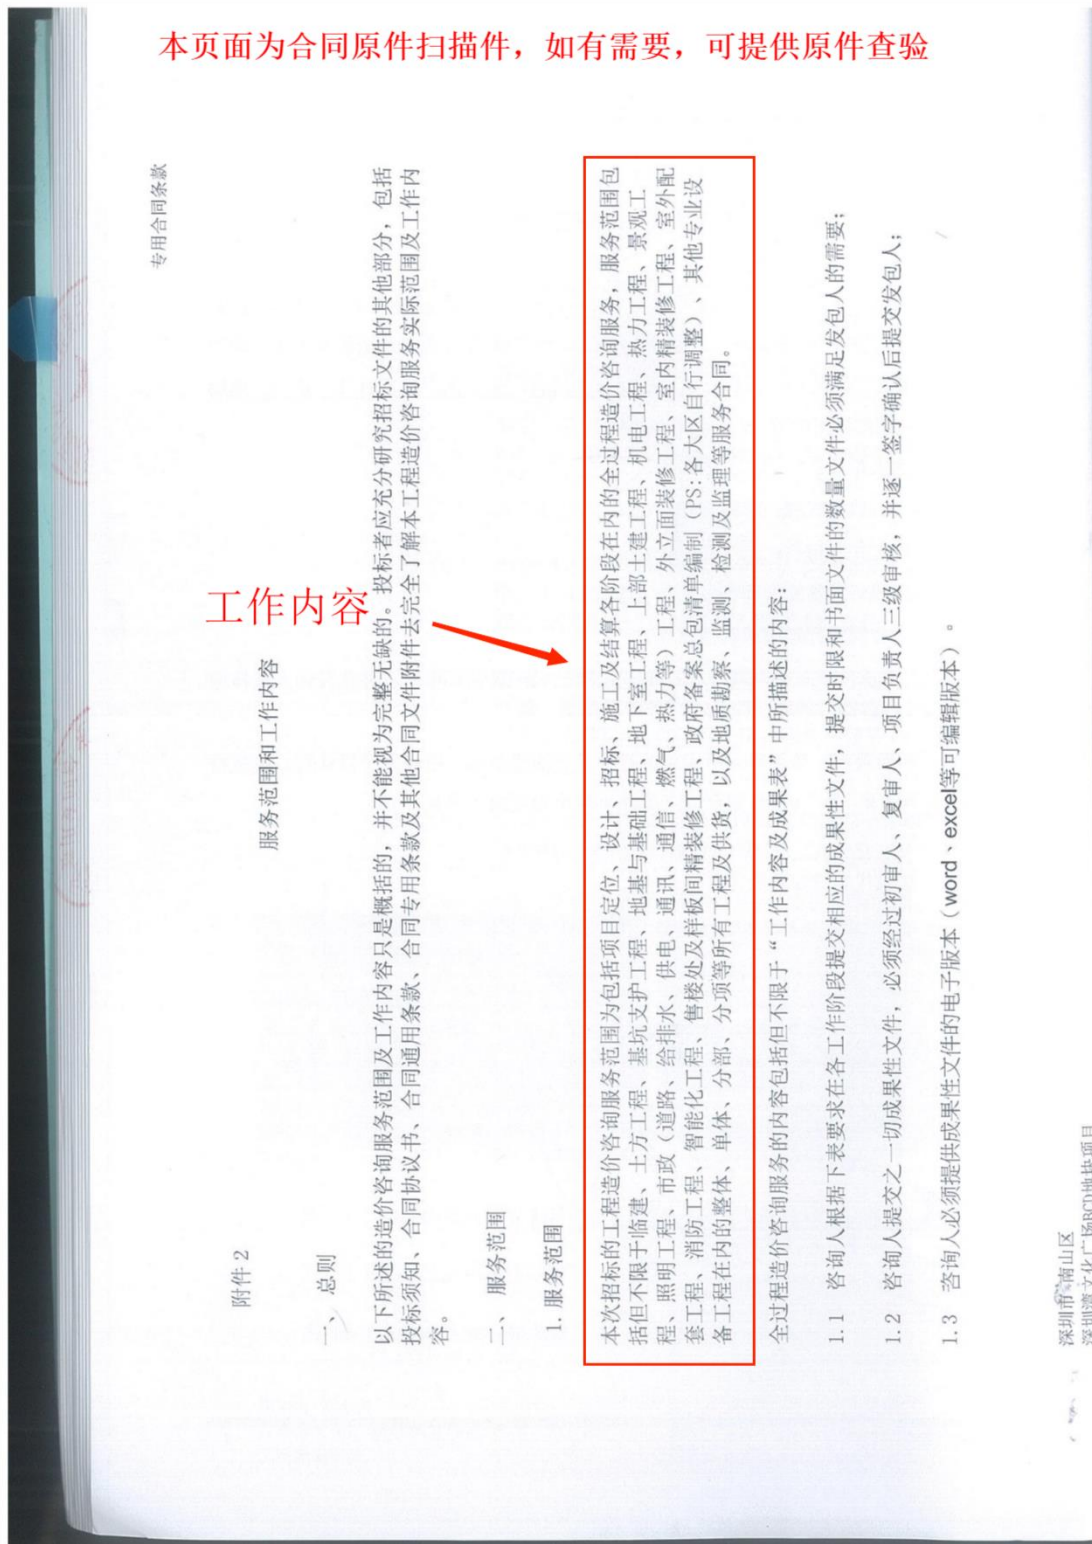 本页面为合同原件扫描件，如有需要，可提供原件查验
专用合同条款
附件 2
服务范围和工作内容
一、 总则
以下所述的造价咨询服务范围及工作内容只是概括的，并不能视为完整无缺的。投标者应充分研究招标文件的其他部分，包括
投标须知、合同协议书、合同通用条款、合同专用条款及其他合同文件附件去完全了解本工程造价咨询服务实际范围及工作内
容。
二、 服务范围
1. 服务范围
工作内容
本次招标的工程造价咨询服务范围为包括项目定位、设计、招标、施工及结算各阶段在内的全过程造价咨询服务，服务范围包
括但不限于临建、土方工程、基坑支护工程、地基与基础工程、地下室工程、上部土建工程、机电工程、热力工程、景观工
程、照明工程、市政（道路、给排水、供电、通讯、通信、燃气、热力等）工程、外立面装修工程、室内精装修工程、室外配
套工程、消防工程、智能化工程、售楼处及样板间精装修工程、政府备案总包清单编制（PS:各大区自行调整）、其他专业设
备工程在内的整体、单体、分部、分项等所有工程及供货，以及地质勘察、监测、检测及监理等服务合同。
全过程造价咨询服务的内容包括但不限于“工作内容及成果表”中所描述的内容：
1.1 咨询人根据下表要求在各工作阶段提交相应的成果性文件，提交时限和书面文件的数量文件必须满足发包人的需要；
1.2 咨询人提交之一切成果性文件，必须经过初审人、复审人、项目负责人三级审核，并逐一签字确认后提交发包人；
1.3 咨询人必须提供成果性文件的电子版本（word、excel等可编辑版本）。
深圳市南山区
深圳湾文化广场BC地块项目